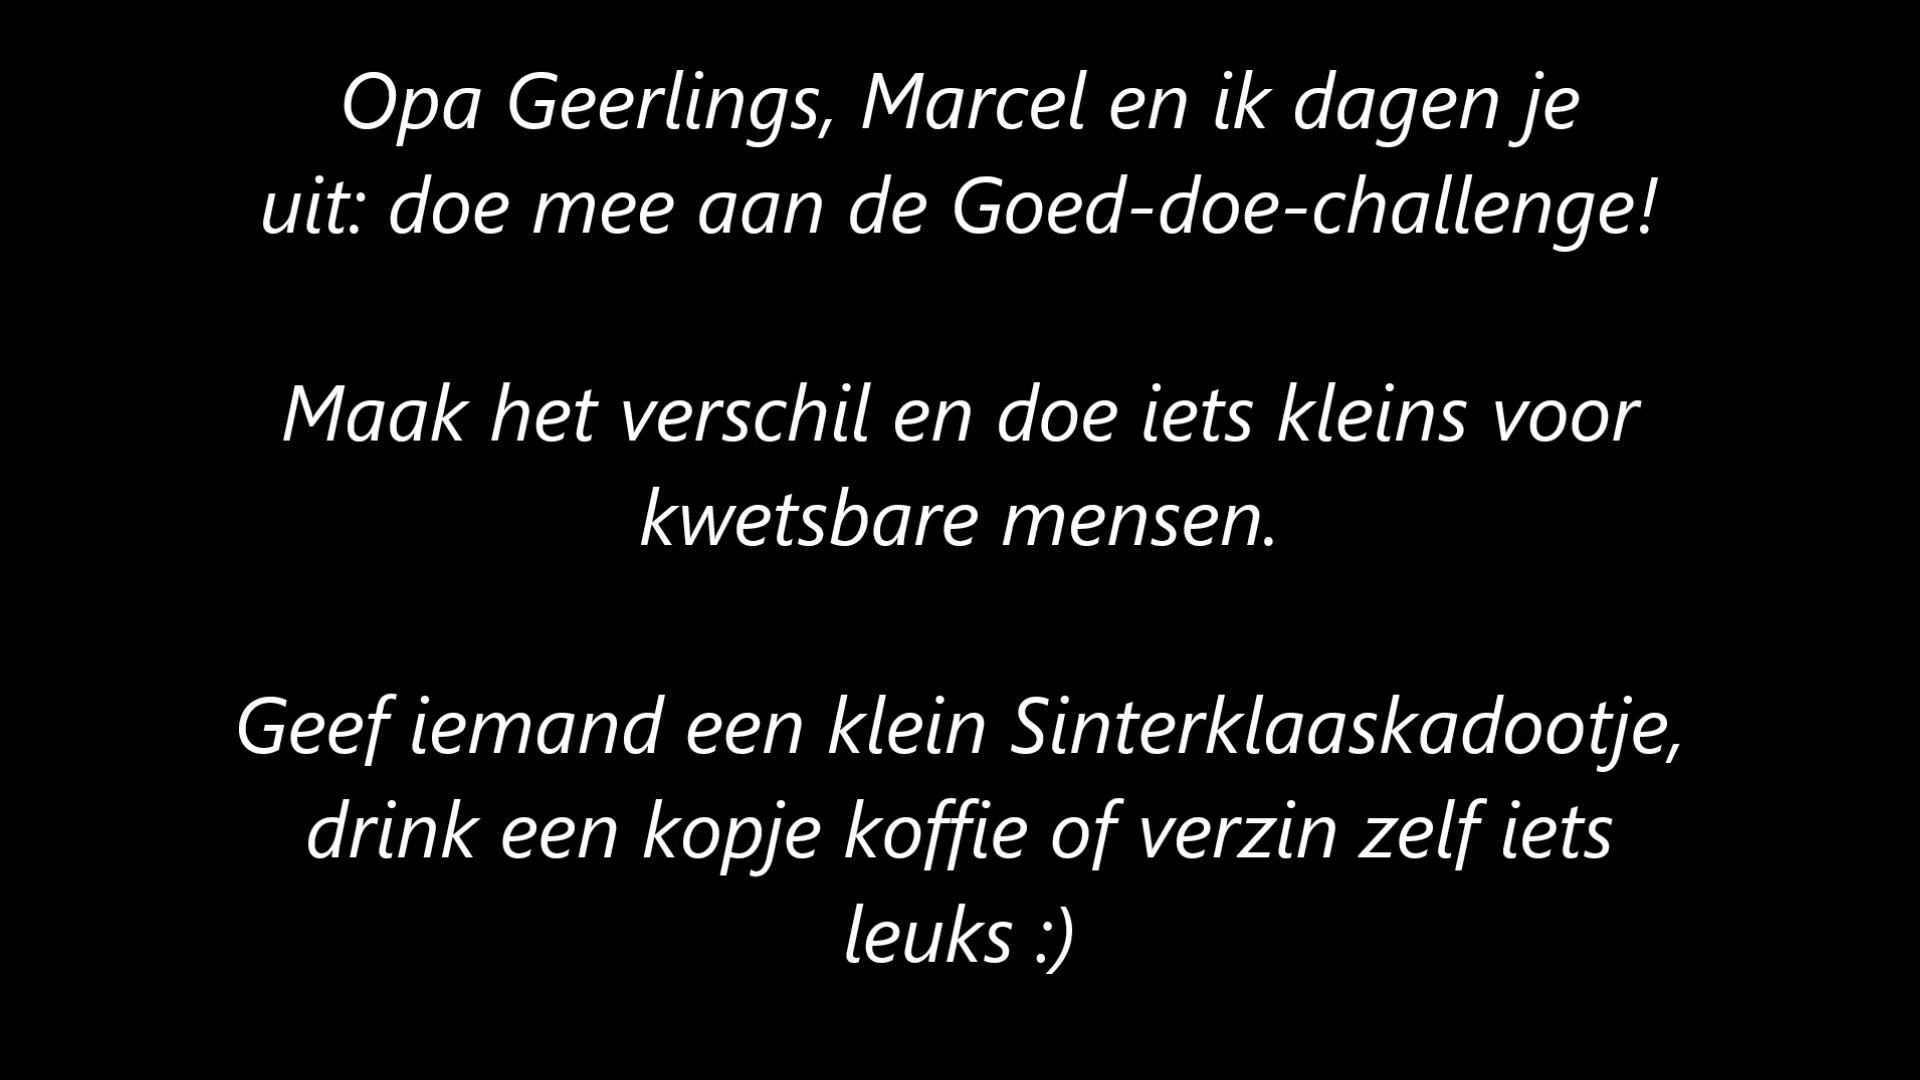 Opa Geerlings, Marcel en ik dagen je
uit: doe mee aan de Goed-doe-challenge!
Maak het verschil en doe iets kleins voor
kwetsbare mensen.
Geef iemand een klein Sinterklaaskadootje,
drink een kopje koffie of verzin zelf iets
leuks :)